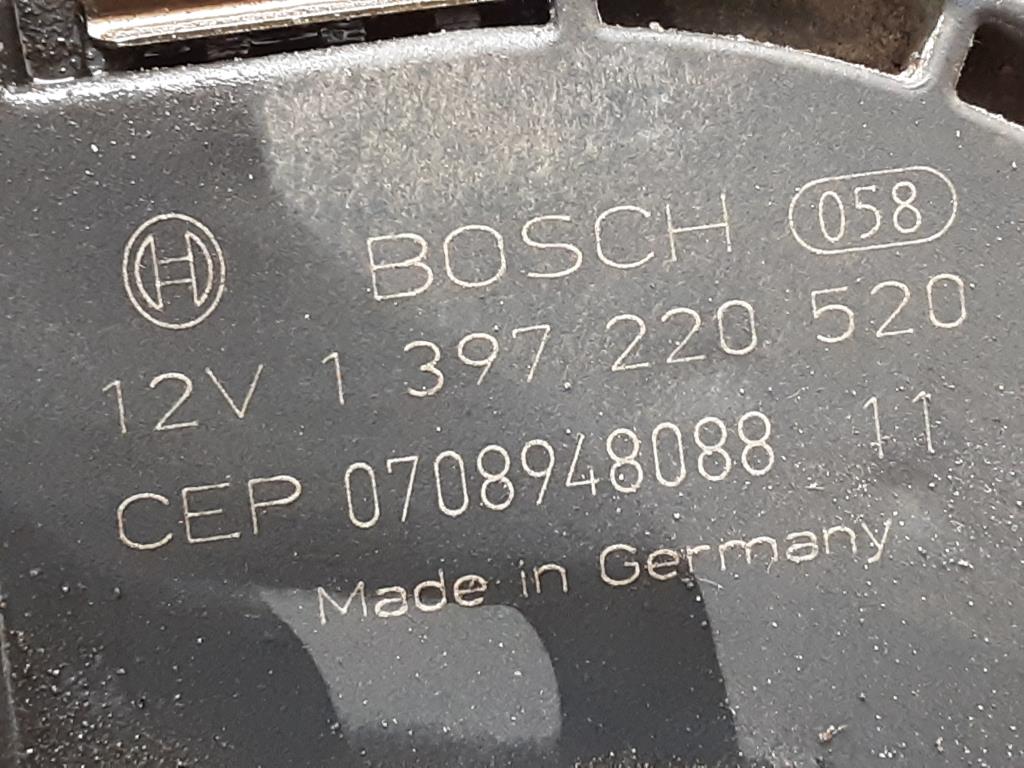 BOSCH 058
12V 1 397 220 520
CEP 0708948088 11
Made in Germany